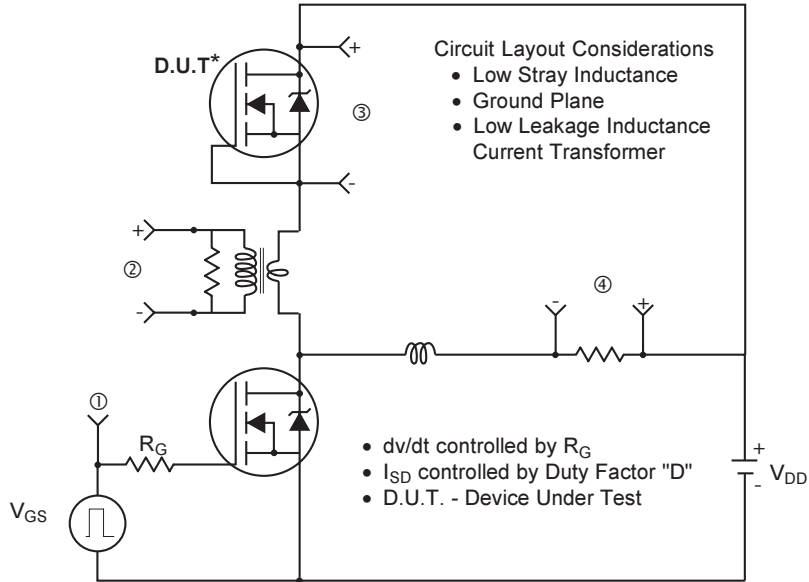 D.U.T*
+
-
③
Circuit Layout Considerations
• Low Stray Inductance
• Ground Plane
• Low Leakage Inductance
Current Transformer
+
②
-
-
④
+
①
R_G
V_GS
• dv/dt controlled by R_G
• I_SD controlled by Duty Factor "D"
• D.U.T. - Device Under Test
+
-
V_DD